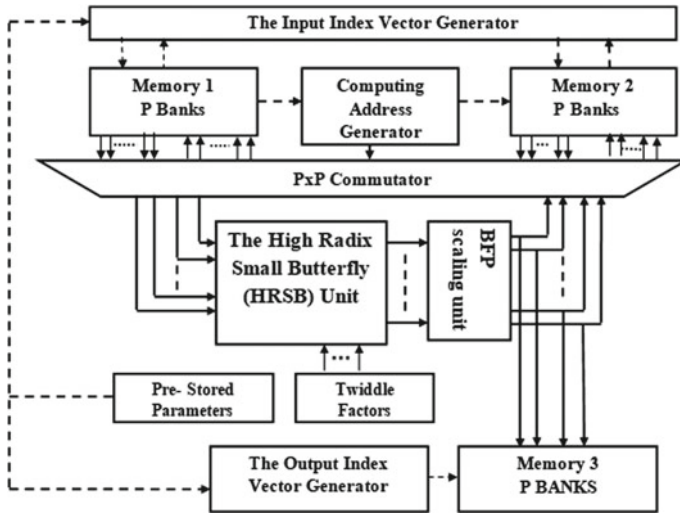 The Input Index Vector Generator
Memory 1
P Banks
Computing
Address
Generator
Memory 2
P Banks
PxP Commutator
The High Radix
Small Butterfly
(HRSB) Unit
BFP
scaling unit
Pre- Stored
Parameters
Twiddle
Factors
The Output Index
Vector Generator
Memory 3
P BANKS